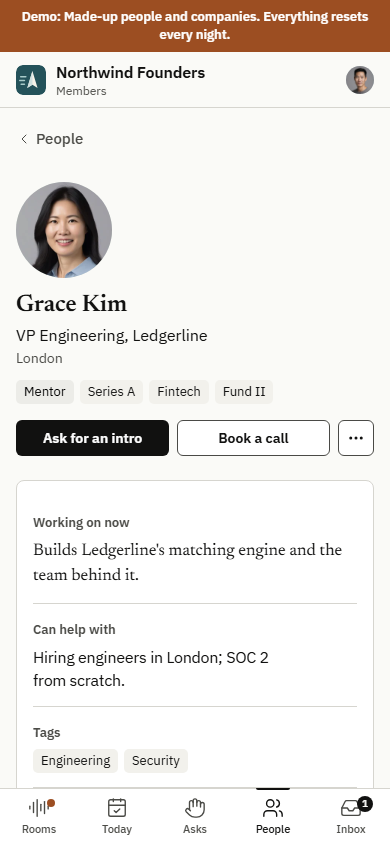 Demo: Made-up people and companies. Everything resets
every night.
Northwind Founders
Members
People
Grace Kim
VP Engineering, Ledgerline
London
Mentor
Series A
Fintech
Fund II
Ask for an intro
Book a call
Working on now
Builds Ledgerline's matching engine and the
team behind it.
Can help with
Hiring engineers in London; SOC 2
from scratch.
Tags
Engineering
Security
1
Rooms
Today
Asks
People
Inbox